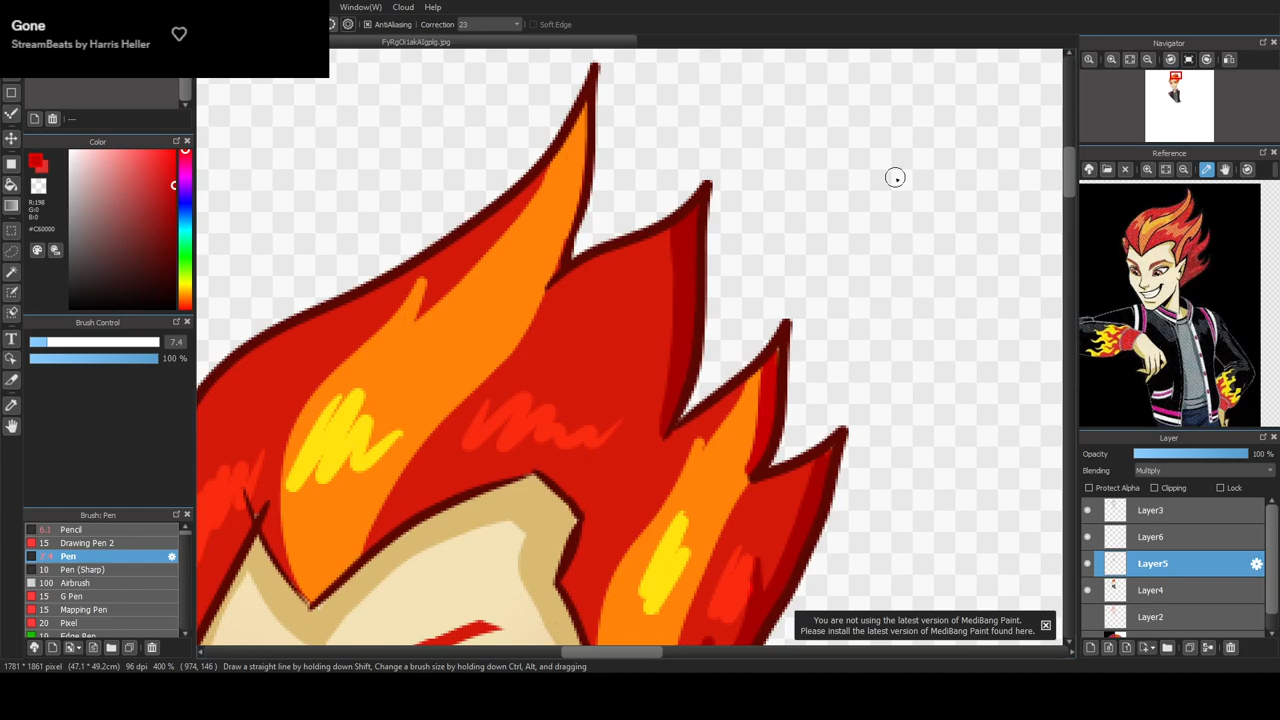 Window(W) Cloud Help
Gone
StreamBeats by Harris Heller
AntiAliasing Correction 23 Soft Edge
FyRgOi1akAIgplg.jpg
Navigator
---
Color
R:198
G:0
B:0
#C60000
Reference
Brush Control
7.4
100 %
Layer
Opacity 100 %
Blending Multiply
Protect Alpha Clipping Lock
Layer3
Layer6
Layer5
Layer4
Layer2
Brush: Pen
6.1 Pencil
15 Drawing Pen 2
7.4 Pen
10 Pen (Sharp)
100 Airbrush
15 G Pen
15 Mapping Pen
20 Pixel
10 Edge Pen
You are not using the latest version of MediBang Paint.
Please install the latest version of MediBang Paint found here.
1781 * 1861 pixel (47.1 * 49.2cm) 96 dpi 400 % ( 974, 146 ) Draw a straight line by holding down Shift, Change a brush size by holding down Ctrl, Alt, and dragging